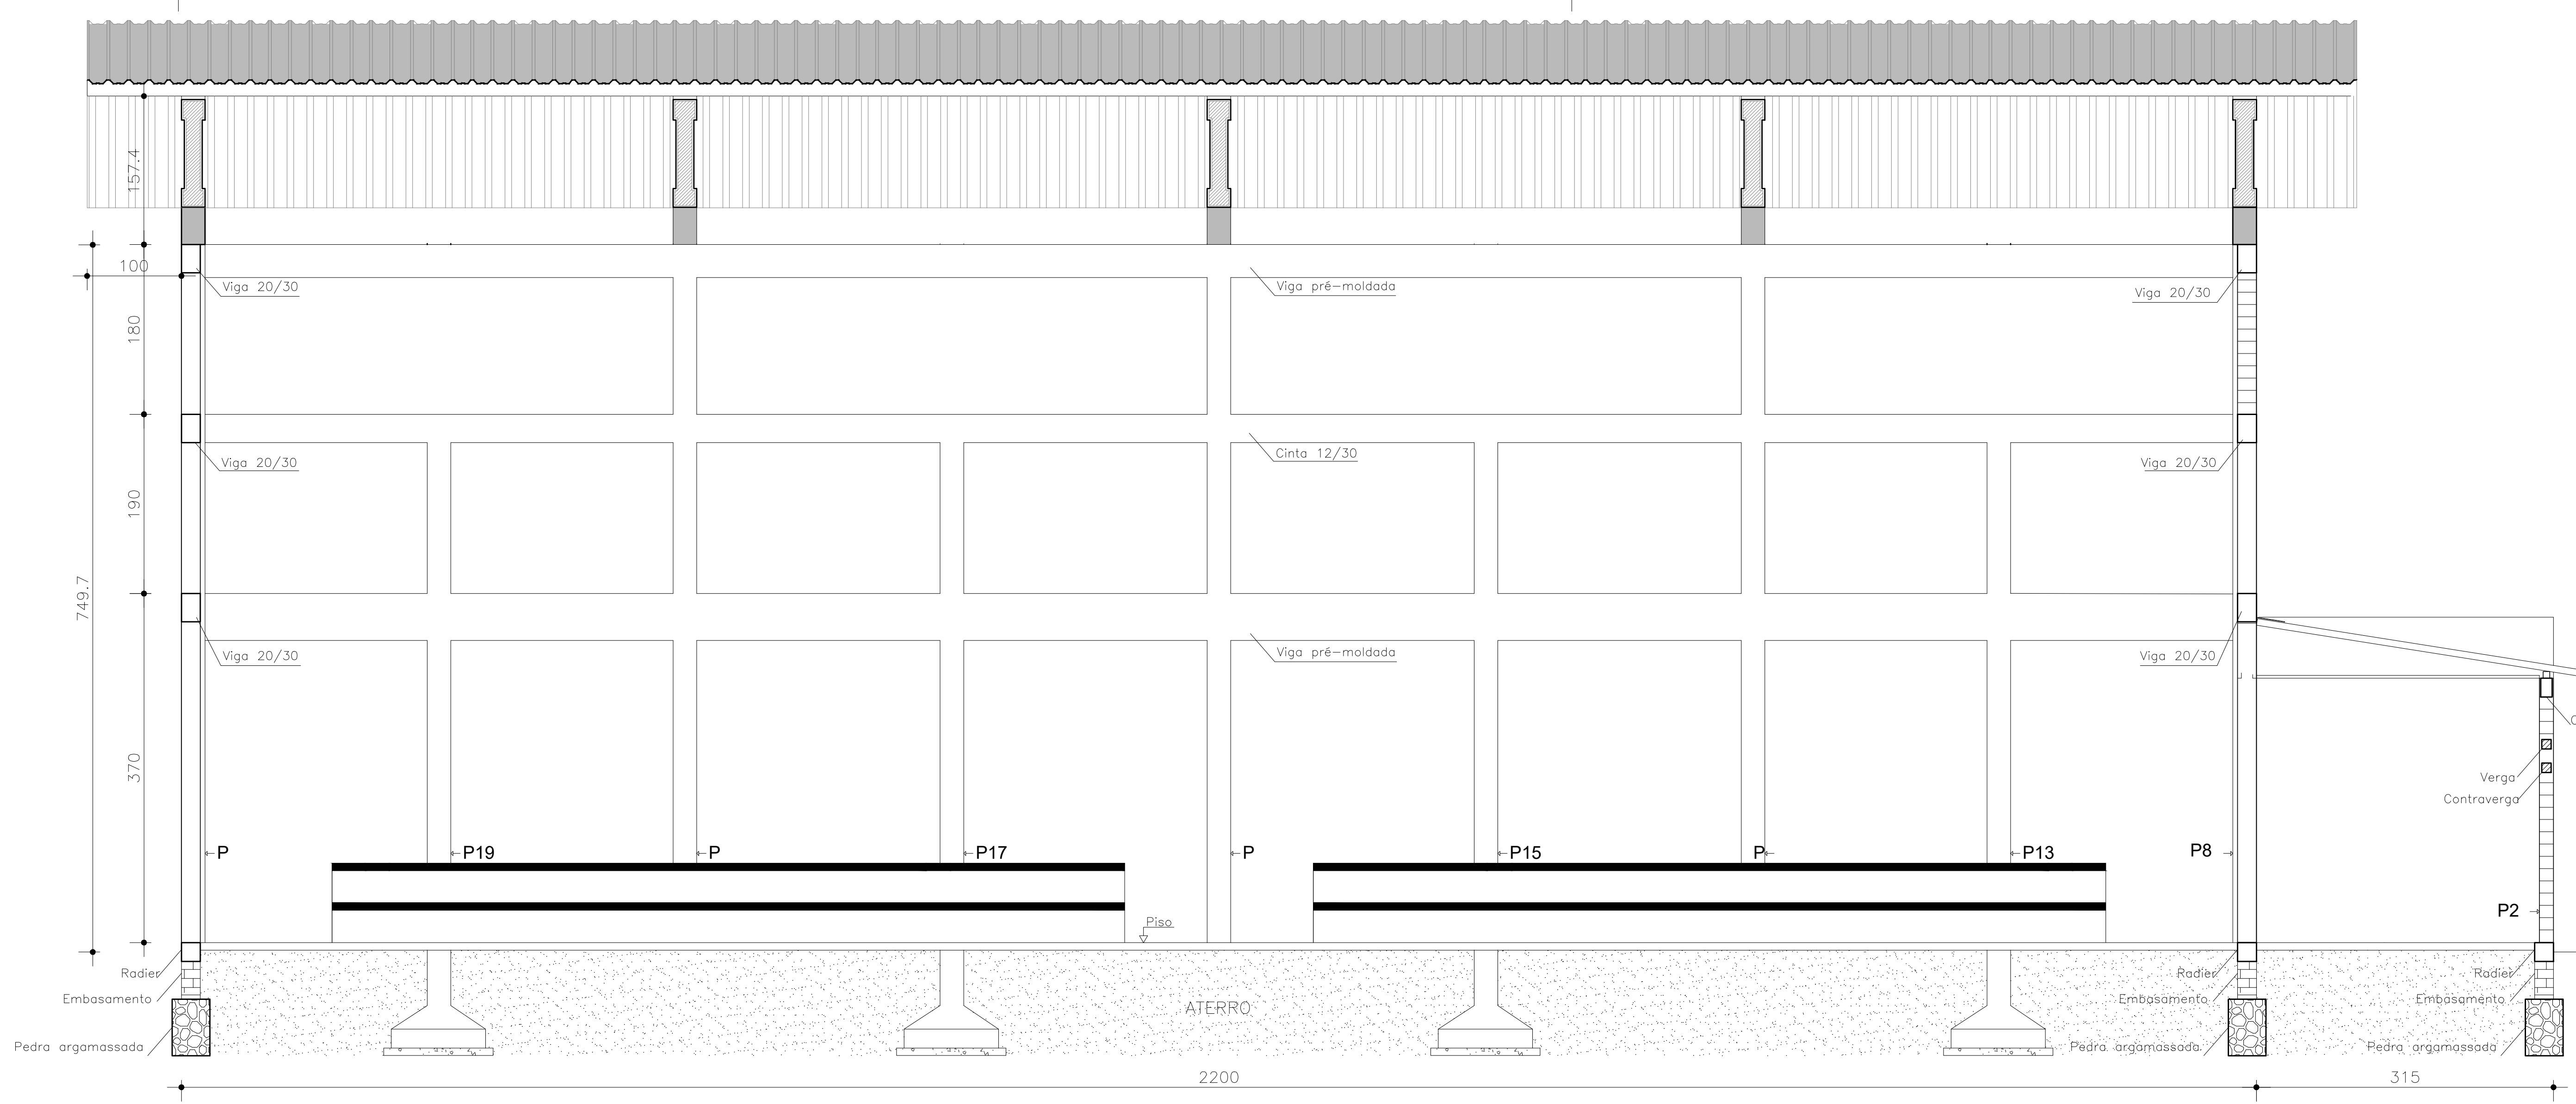 157.4
100
Viga 20/30
Viga pré-moldada
Viga 20/30
180
Viga 20/30
Cinta 12/30
Viga 20/30
190
749.7
Viga 20/30
Viga pré-moldada
Viga 20/30
370
Verga
Contraverga
P
P19
P
P17
P
P15
P
P13
P8
P2
Piso
Radier
Embasamento
Pedra argamassada
ATERRO
Radier
Embasamento
Pedra argamassada
Radier
Embasamento
Pedra argamassada
2200
315